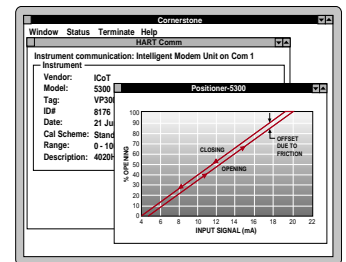 Cornerstone
Window Status Terminate Help
HART Comm
Instrument communication: Intelligent Modem Unit on Com 1
Instrument
Vendor: ICoT
Model: 5300
Tag: VP30
ID# 8176
Date: 21 Ju
Cal Scheme: Stand
Range: 0 - 10
Description: 4020H
Positioner-5300
% OPENING
100
90
80
70
60
50
40
30
20
10
0
CLOSING
OPENING
OFFSET
DUE TO
FRICTION
4 6 8 10 12 14 16 18 20 22
INPUT SIGNAL (mA)